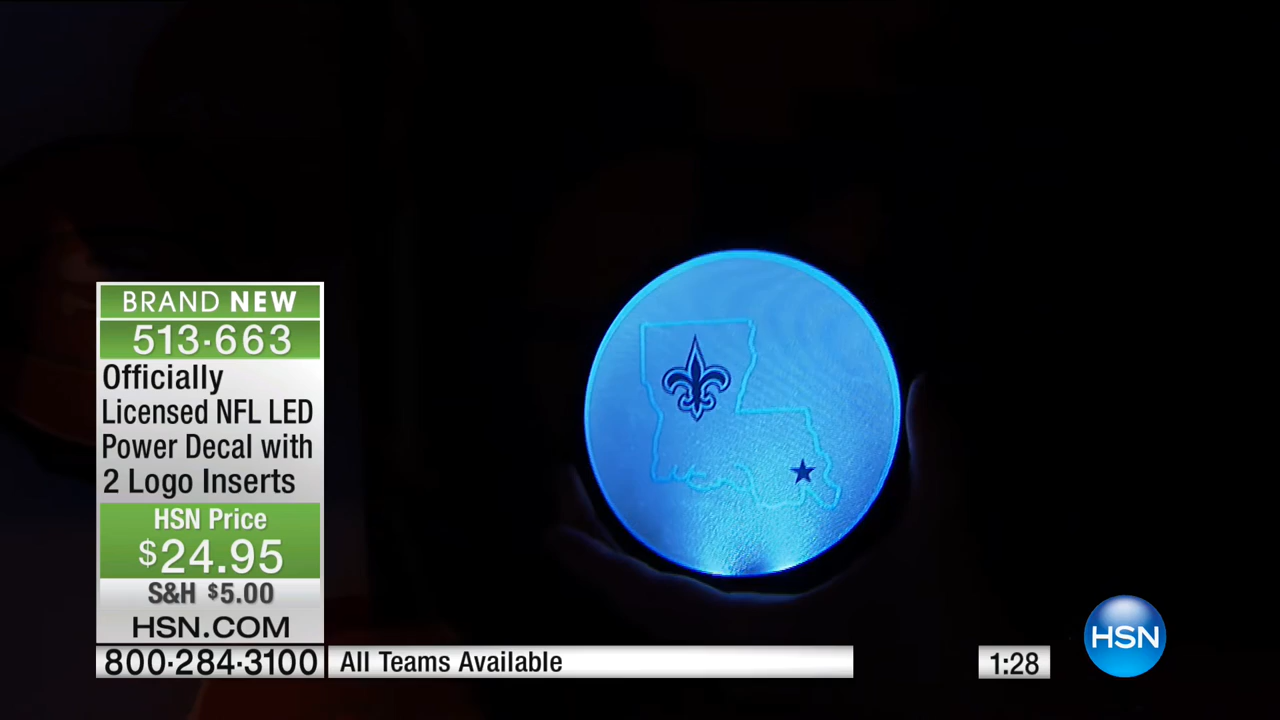 BRAND NEW
513·663
Officially
Licensed NFL LED
Power Decal with
2 Logo Inserts
HSN Price
$24.95
S&H $5.00
HSN.COM
800·284·3100
All Teams Available
1:28
HSN